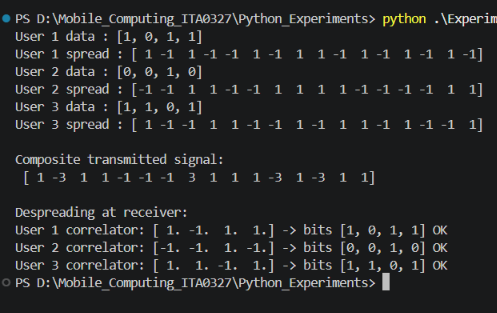 PS D:\Mobile_Computing_ITA0327\Python_Experiments> python .\Experim
User 1 data : [1, 0, 1, 1]
User 1 spread : [ 1 -1  1 -1 -1  1 -1  1  1 -1  1 -1  1 -1  1 -1]
User 2 data : [0, 0, 1, 0]
User 2 spread : [-1 -1  1  1 -1 -1  1  1  1  1 -1 -1 -1 -1  1  1]
User 3 data : [1, 1, 0, 1]
User 3 spread : [ 1 -1 -1  1  1 -1 -1  1 -1  1  1 -1  1 -1 -1  1]
Composite transmitted signal:
[ 1 -3  1  1 -1 -1 -1  3  1  1  1 -3  1 -3  1  1]
Despreading at receiver:
User 1 correlator: [ 1. -1.  1.  1.] -> bits [1, 0, 1, 1] OK
User 2 correlator: [-1. -1.  1. -1.] -> bits [0, 0, 1, 0] OK
User 3 correlator: [ 1.  1. -1.  1.] -> bits [1, 1, 0, 1] OK
PS D:\Mobile_Computing_ITA0327\Python_Experiments>